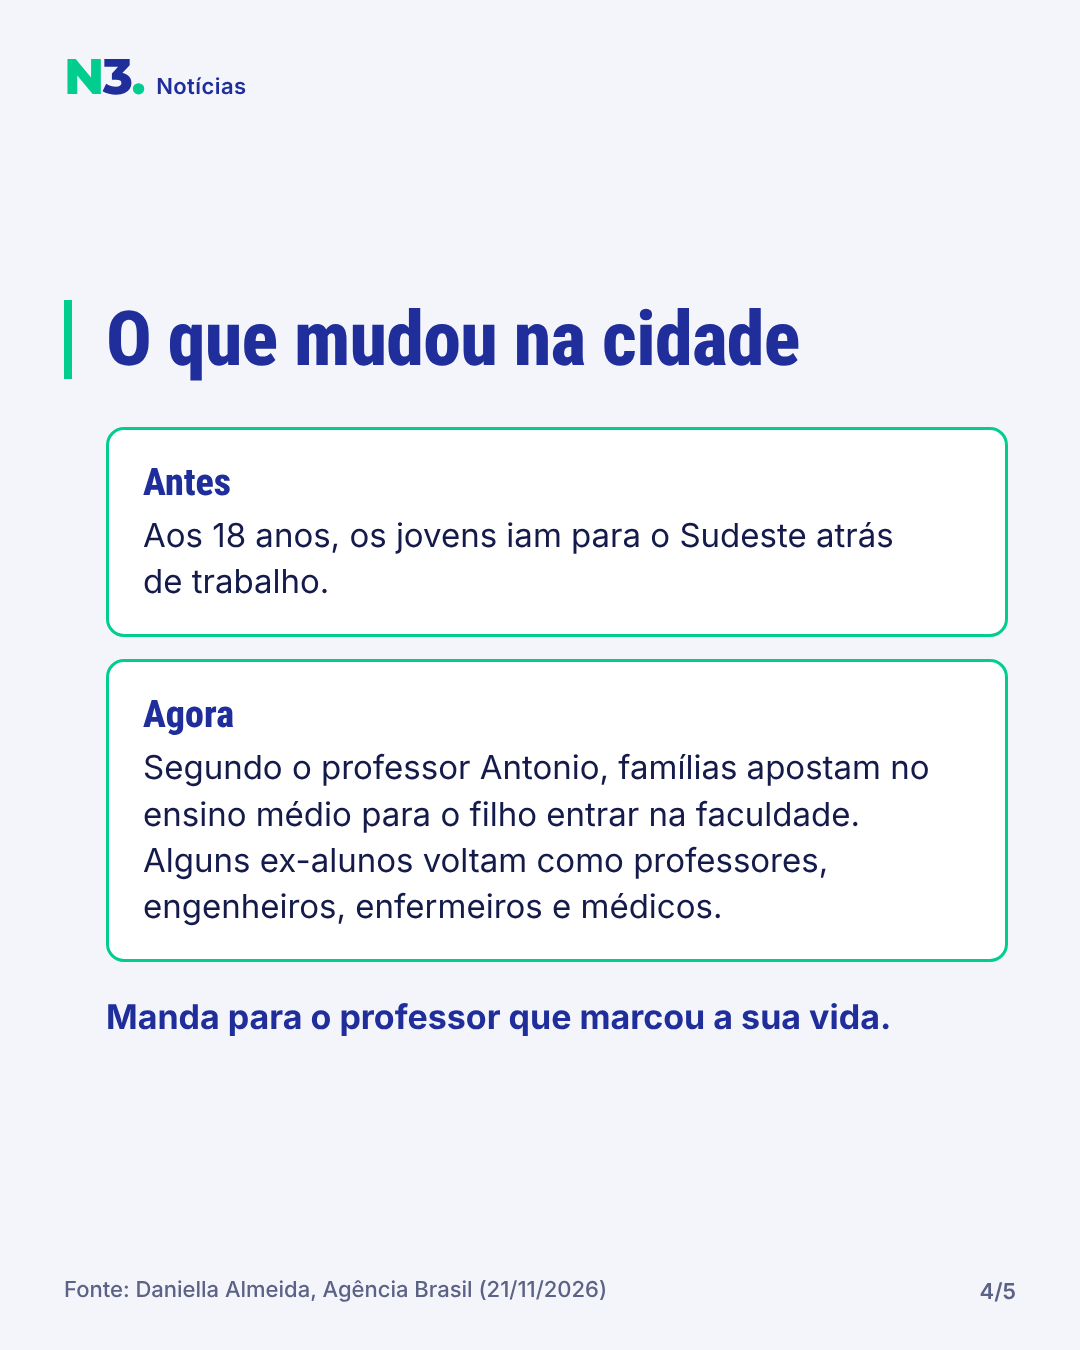 N3. Notícias
O que mudou na cidade
Antes
Aos 18 anos, os jovens iam para o Sudeste atrás
de trabalho.
Agora
Segundo o professor Antonio, famílias apostam no
ensino médio para o filho entrar na faculdade.
Alguns ex-alunos voltam como professores,
engenheiros, enfermeiros e médicos.
Manda para o professor que marcou a sua vida.
Fonte: Daniella Almeida, Agência Brasil (21/11/2026)
4/5